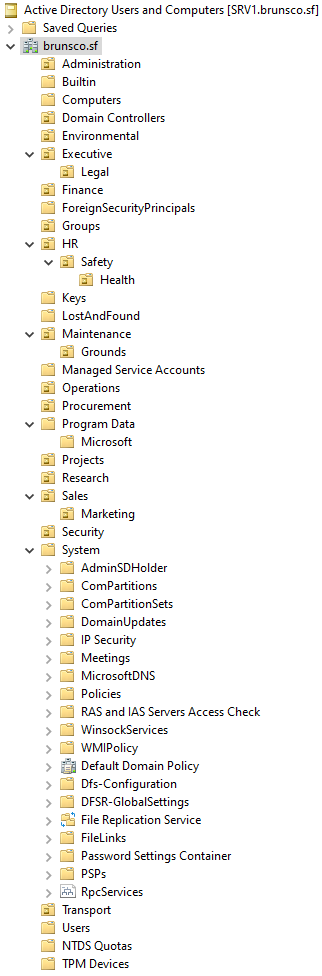 Active Directory Users and Computers [SRV1.brunsco.sf]
Saved Queries
brunsco.sf
Administration
Builtin
Computers
Domain Controllers
Environmental
Executive
Legal
Finance
ForeignSecurityPrincipals
Groups
HR
Safety
Health
Keys
LostAndFound
Maintenance
Grounds
Managed Service Accounts
Operations
Procurement
Program Data
Microsoft
Projects
Research
Sales
Marketing
Security
System
AdminSDHolder
ComPartitions
ComPartitionSets
DomainUpdates
IP Security
Meetings
MicrosoftDNS
Policies
RAS and IAS Servers Access Check
WinsockServices
WMIPolicy
Default Domain Policy
Dfs-Configuration
DFSR-GlobalSettings
File Replication Service
FileLinks
Password Settings Container
PSPs
RpcServices
Transport
Users
NTDS Quotas
TPM Devices